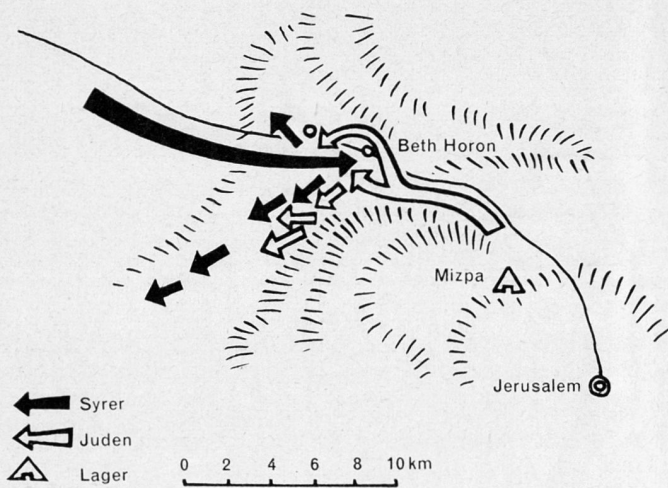 Beth Horon
Mizpa
Jerusalem
Syrer
Juden
Lager
0 2 4 6 8 10 km